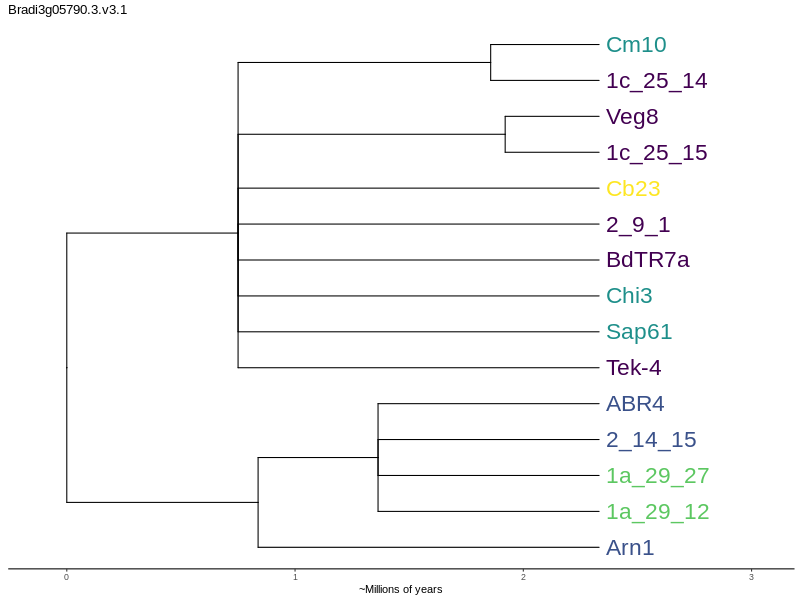 Bradi3g05790.3.v3.1
Cm10
1c_25_14
Veg8
1c_25_15
Cb23
2_9_1
BdTR7a
Chi3
Sap61
Tek-4
ABR4
2_14_15
1a_29_27
1a_29_12
Arn1
0 1 2 3
~Millions of years